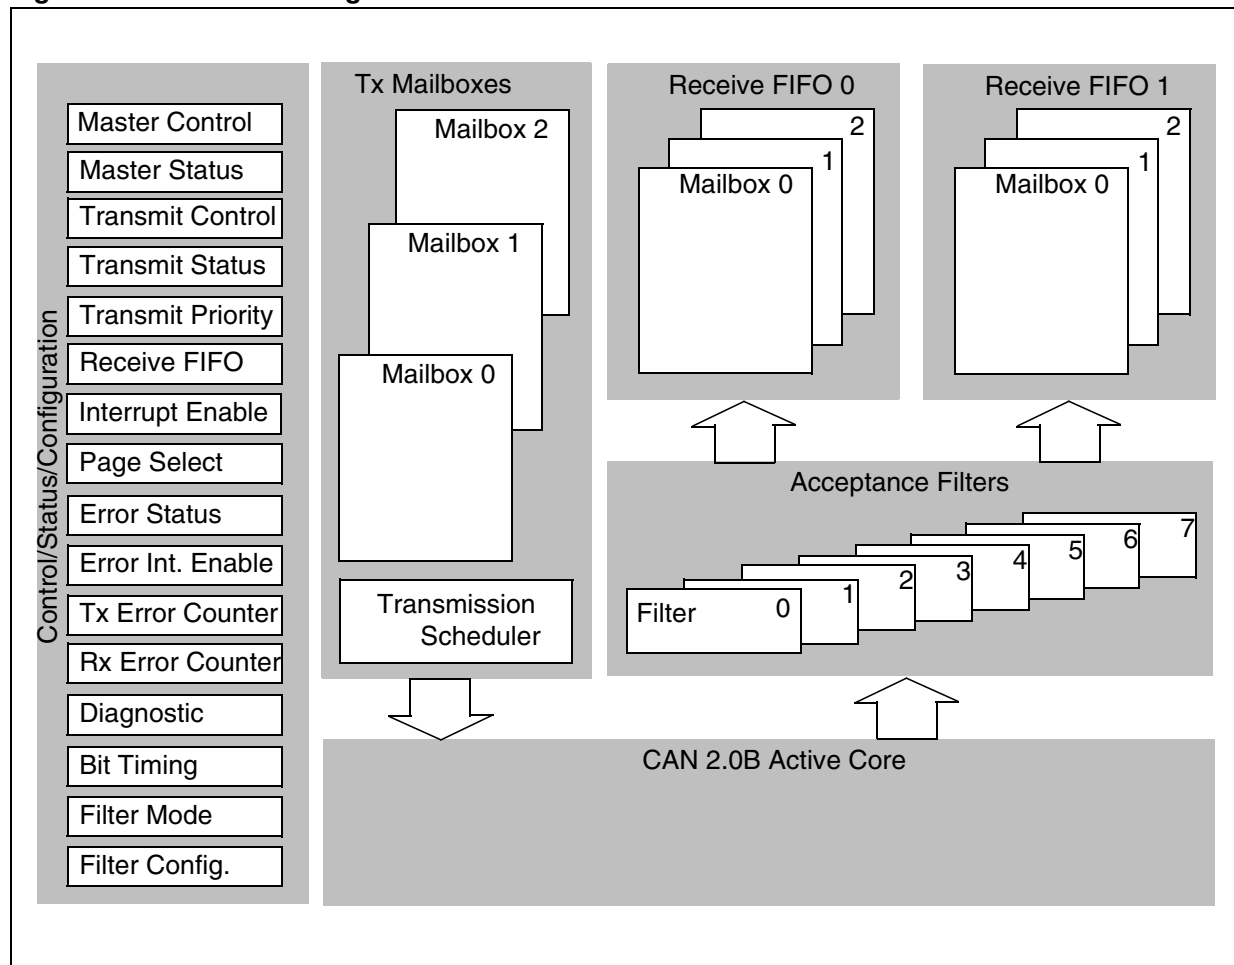 Control/Status/Configuration
Master Control
Master Status
Transmit Control
Transmit Status
Transmit Priority
Receive FIFO
Interrupt Enable
Page Select
Error Status
Error Int. Enable
Tx Error Counter
Rx Error Counter
Diagnostic
Bit Timing
Filter Mode
Filter Config.
Tx Mailboxes
Mailbox 2
Mailbox 1
Mailbox 0
Transmission
Scheduler
Receive FIFO 0
2
1
Mailbox 0
Receive FIFO 1
2
1
Mailbox 0
Acceptance Filters
Filter 0
1
2
3
4
5
6
7
CAN 2.0B Active Core